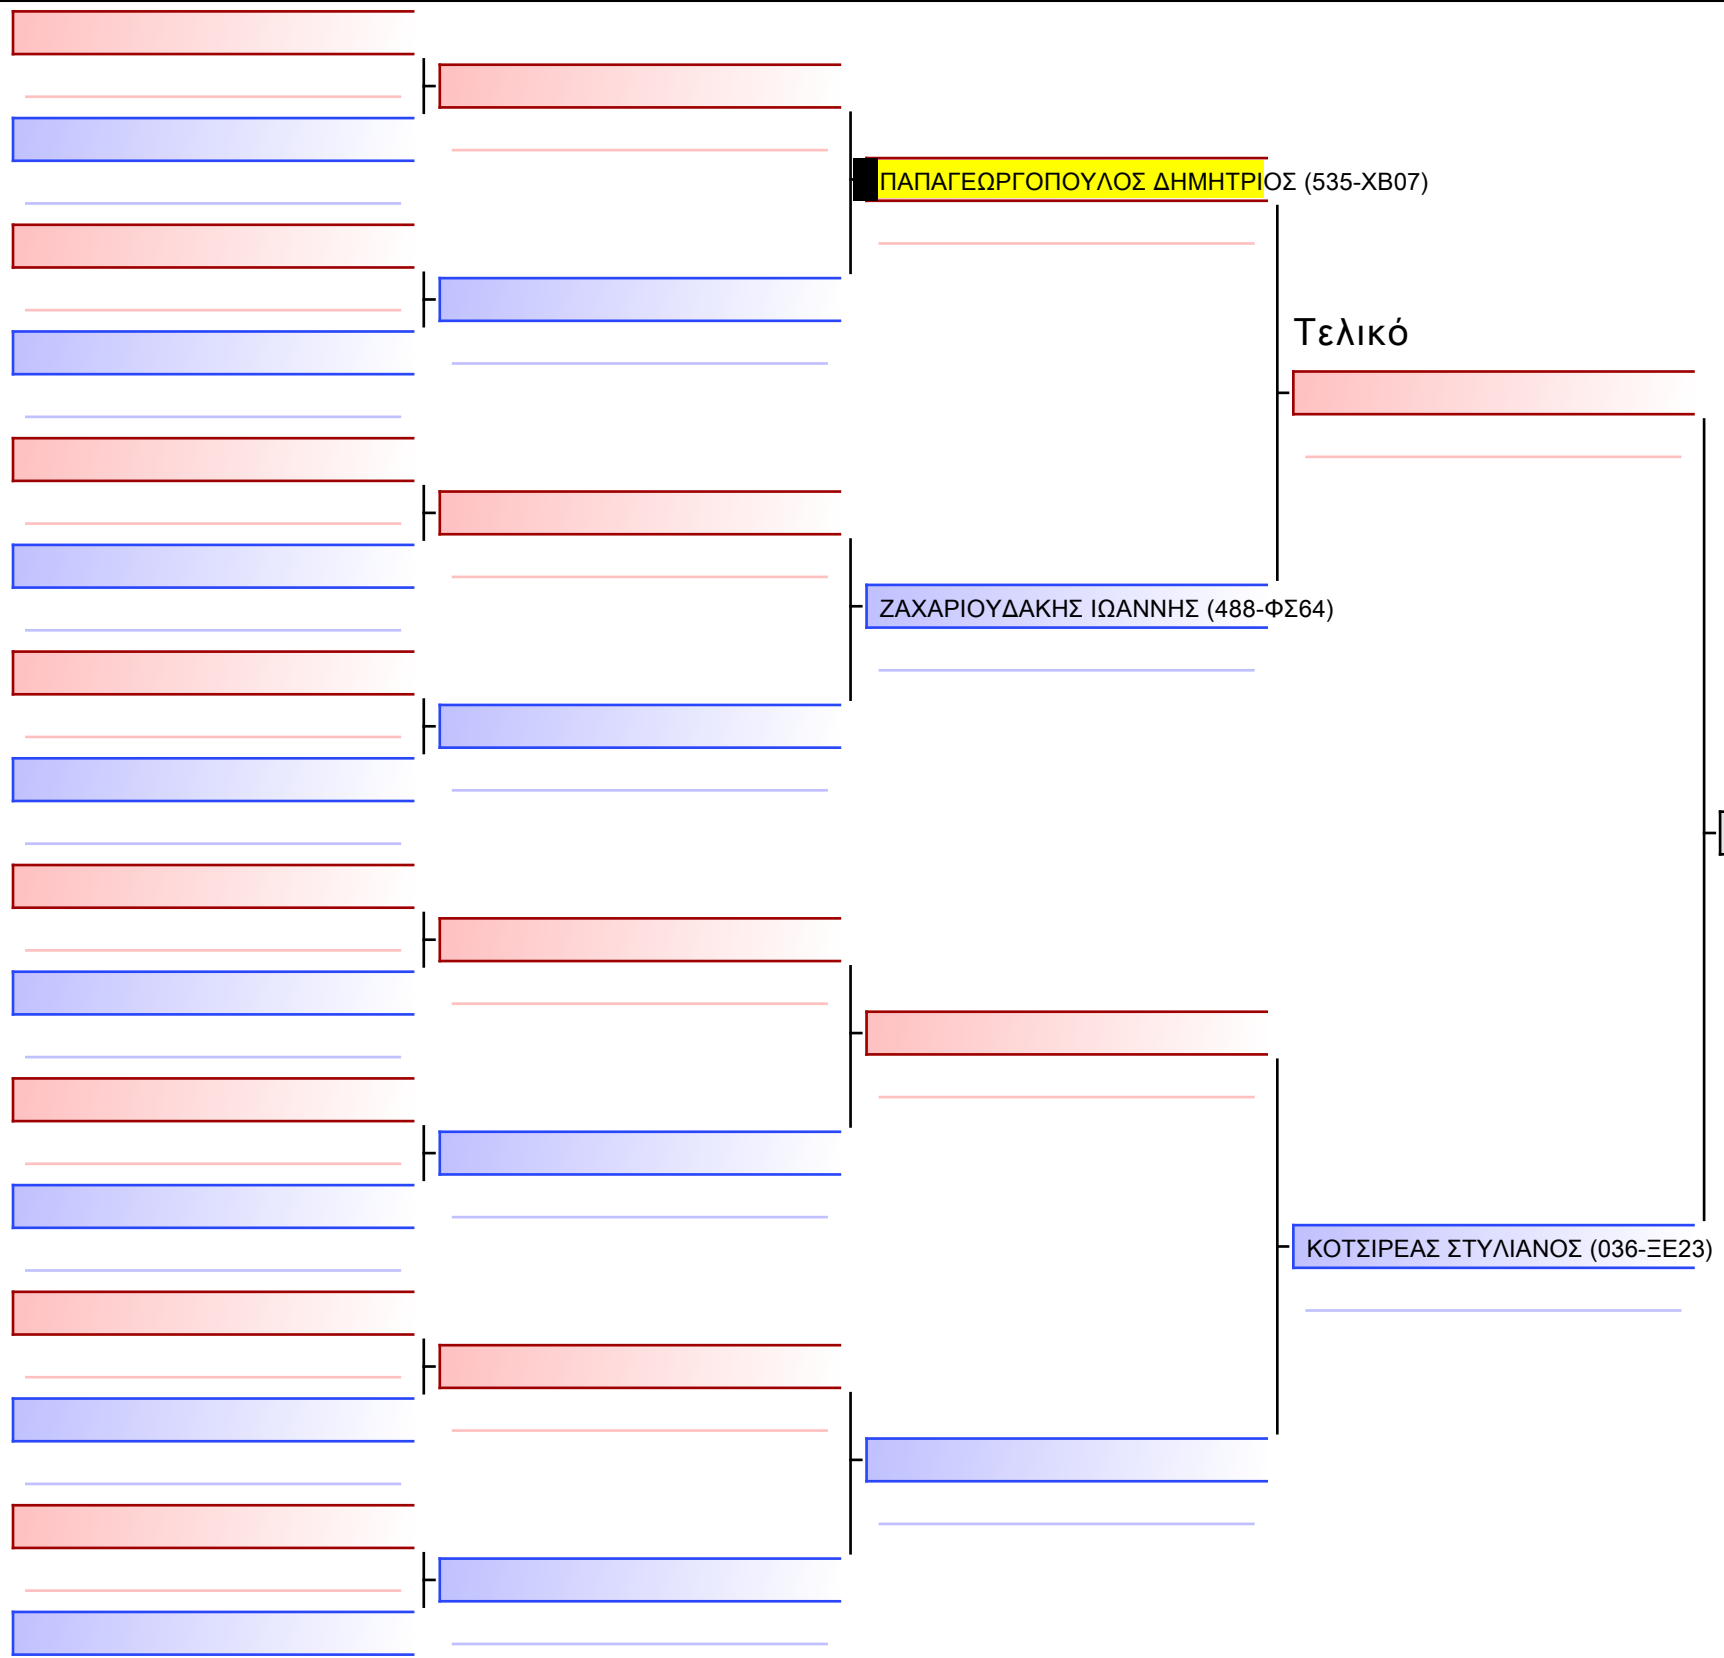 ΠΑΠΑΓΕΩΡΓΟΠΟΥΛΟΣ ΔΗΜΗΤΡΙΟΣ (535-ΧΒ07)
Τελικό
ΖΑΧΑΡΙΟΥΔΑΚΗΣ ΙΩΑΝΝΗΣ (488-ΦΣ64)
ΚΟΤΣΙΡΕΑΣ ΣΤΥΛΙΑΝΟΣ (036-ΞΕ23)